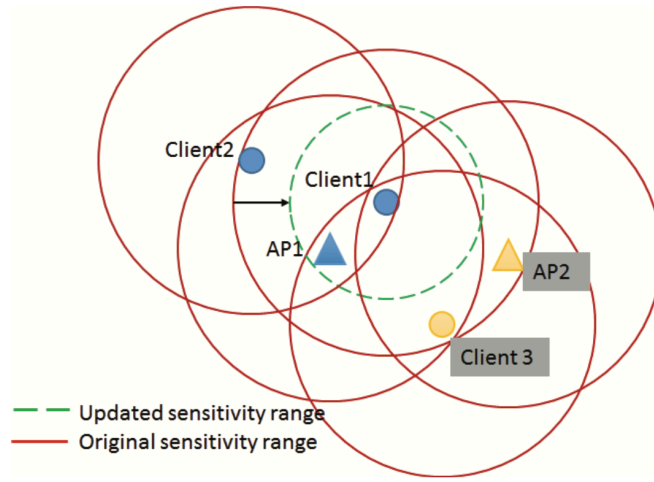 Client2
Client1
AP1
AP2
Client 3
Updated sensitivity range
Original sensitivity range